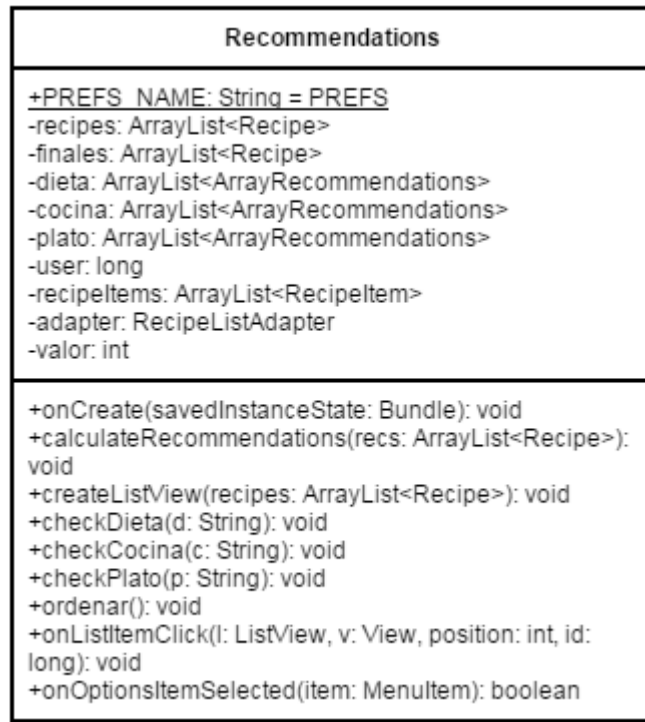 Recommendations
+PREFS_NAME: String = PREFS
-recipes: ArrayList<Recipe>
-finales: ArrayList<Recipe>
-dieta: ArrayList<ArrayRecommendations>
-cocina: ArrayList<ArrayRecommendations>
-plato: ArrayList<ArrayRecommendations>
-user: long
-recipeItems: ArrayList<RecipeItem>
-adapter: RecipeListAdapter
-valor: int
+onCreate(savedInstanceState: Bundle): void
+calculateRecommendations(recs: ArrayList<Recipe>):
void
+createListView(recipes: ArrayList<Recipe>): void
+checkDieta(d: String): void
+checkCocina(c: String): void
+checkPlato(p: String): void
+ordenar(): void
+onListItemClick(l: ListView, v: View, position: int, id:
long): void
+onOptionsItemSelected(item: MenuItem): boolean